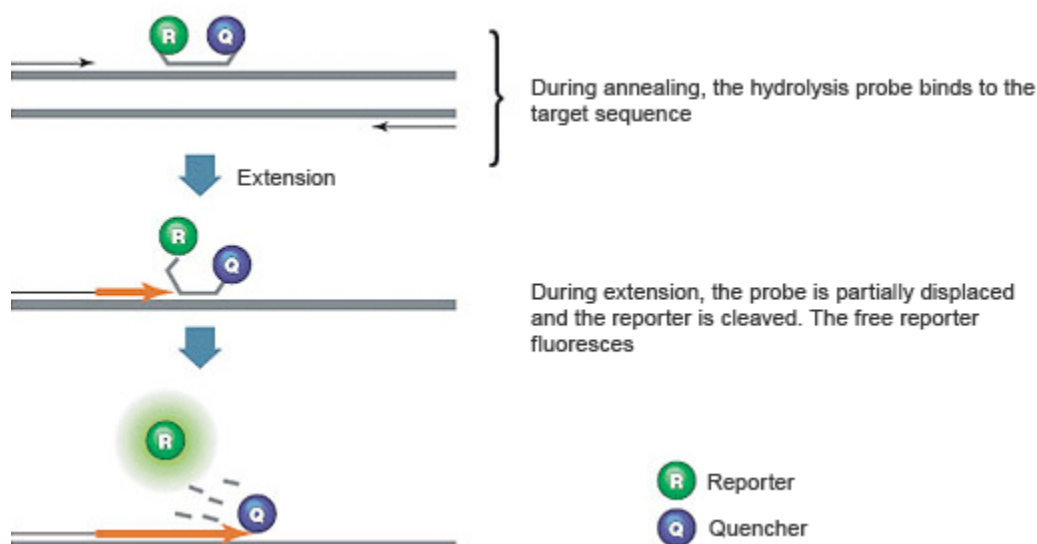 R Q
During annealing, the hydrolysis probe binds to the
target sequence
Extension
R
Q
During extension, the probe is partially displaced
and the reporter is cleaved. The free reporter
fluoresces
R
Q
R Reporter
Q Quencher